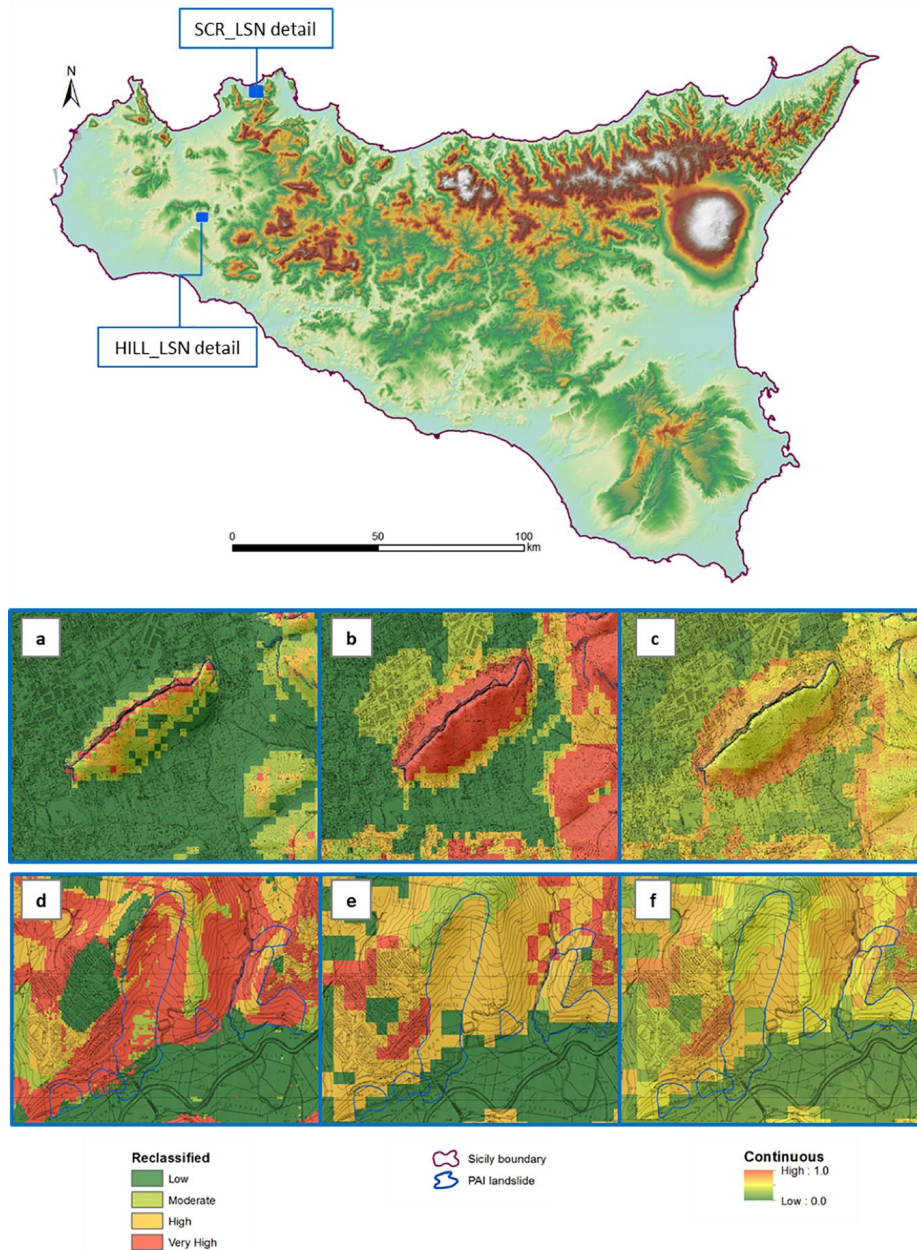 SCR_LSN detail
N
HILL_LSN detail
0 50 100
km
a b c
d e f
Reclassified
Low
Moderate
High
Very High
Sicily boundary
PAI landslide
Continuous
High : 1.0
Low : 0.0